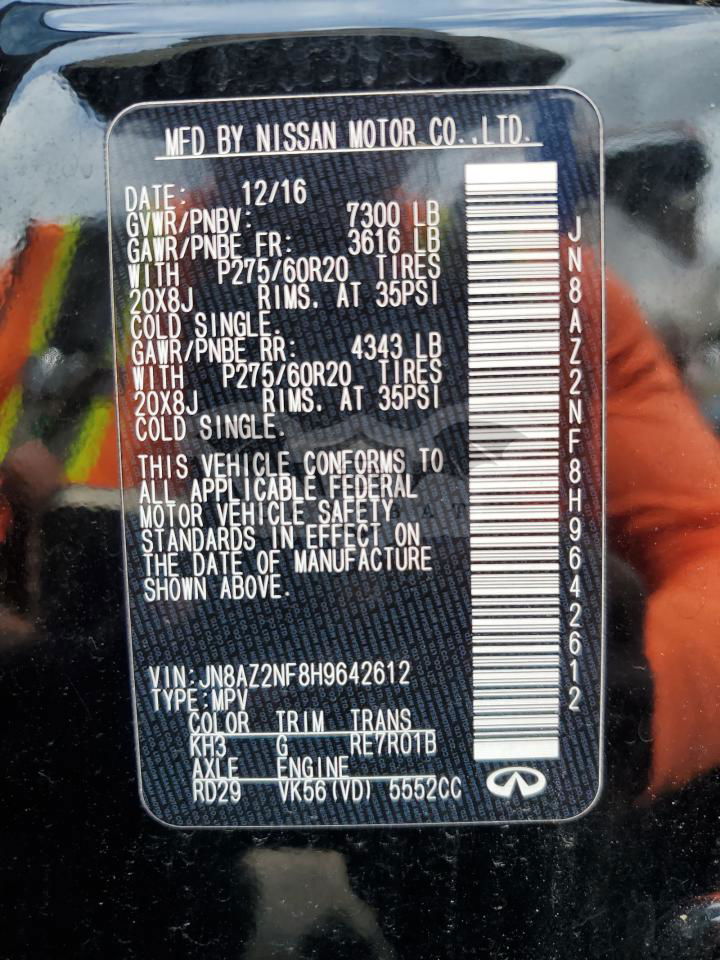 MFD BY NISSAN MOTOR CO.,LTD.
DATE: 12/16
GVWR/PNBV: 7300 LB
GAWR/PNBE FR: 3616 LB
WITH P275/60R20 TIRES
20X8J RIMS. AT 35PSI
COLD SINGLE.
GAWR/PNBE RR: 4343 LB
WITH P275/60R20 TIRES
20X8J RIMS. AT 35PSI
COLD SINGLE.
THIS VEHICLE CONFORMS TO
ALL APPLICABLE FEDERAL
MOTOR VEHICLE SAFETY
STANDARDS IN EFFECT ON
THE DATE OF MANUFACTURE
SHOWN ABOVE.
VIN:JN8AZ2NF8H9642612
TYPE:MPV
COLOR TRIM TRANS
KH3 G RE7R01B
AXLE ENGINE
RD29 VK56(VD) 5552CC
JN8AZ2NF8H9642612